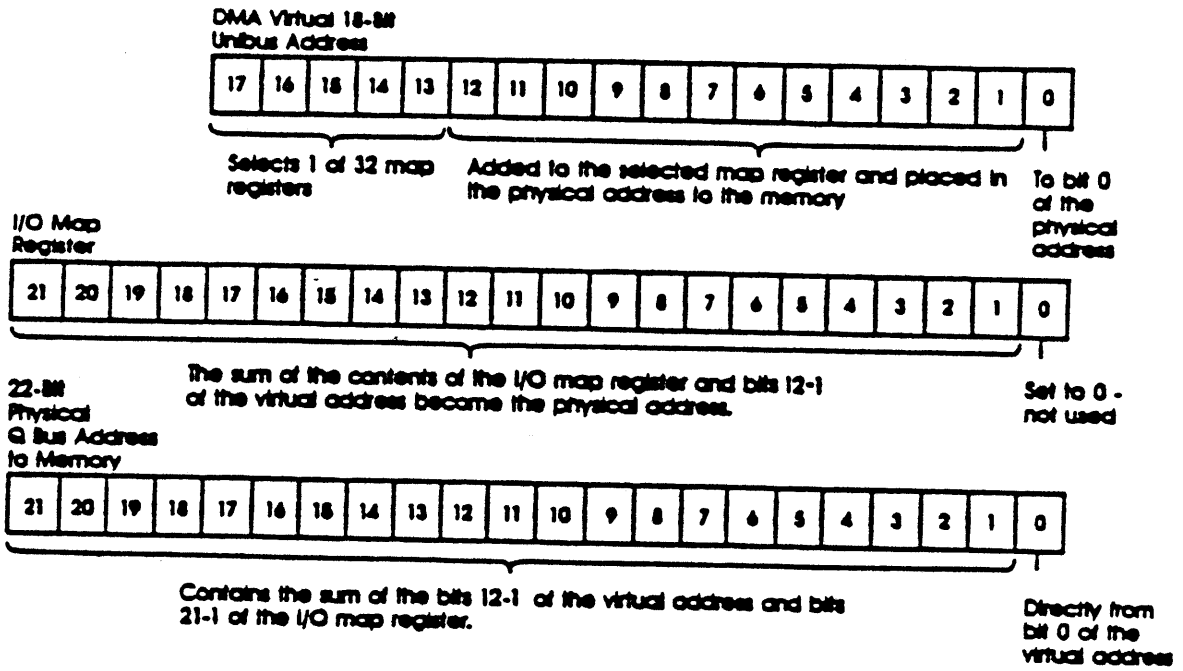 DMA Virtual 18-Bit
Unibus Address
17 16 15 14 13 12 11 10 9 8 7 6 5 4 3 2 1 0
Selects 1 of 32 map
registers
Added to the selected map register and placed in
the physical address to the memory
To bit 0
of the
physical
address
I/O Map
Register
21 20 19 18 17 16 15 14 13 12 11 10 9 8 7 6 5 4 3 2 1 0
The sum of the contents of the I/O map register and bits 12-1
of the virtual address become the physical address.
Set to 0 -
not used
22-Bit
Physical
Q Bus Address
to Memory
21 20 19 18 17 16 15 14 13 12 11 10 9 8 7 6 5 4 3 2 1 0
Contains the sum of the bits 12-1 of the virtual address and bits
21-1 of the I/O map register.
Directly from
bit 0 of the
virtual address